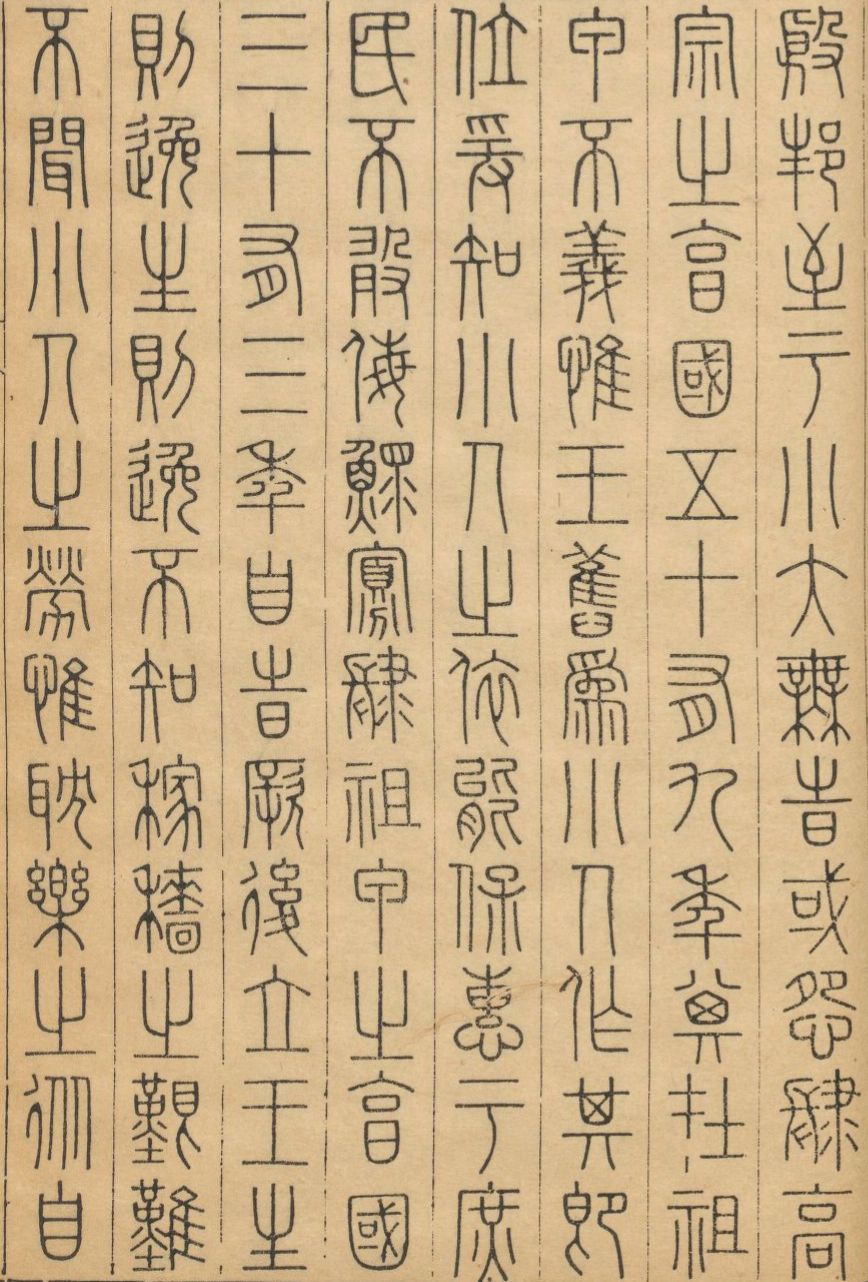 殷邦至于小大無時或怨肆高
宗之享國五十有九年其在祖
甲不義惟王舊爲小人作其即
位爰知小人之依能保惠于庶
民不敢侮鰥寡肆祖甲之享國
三十有三年自時厥後立王生
則逸生則逸不知稼穡之艱難
不聞小人之勞惟耽樂之從自